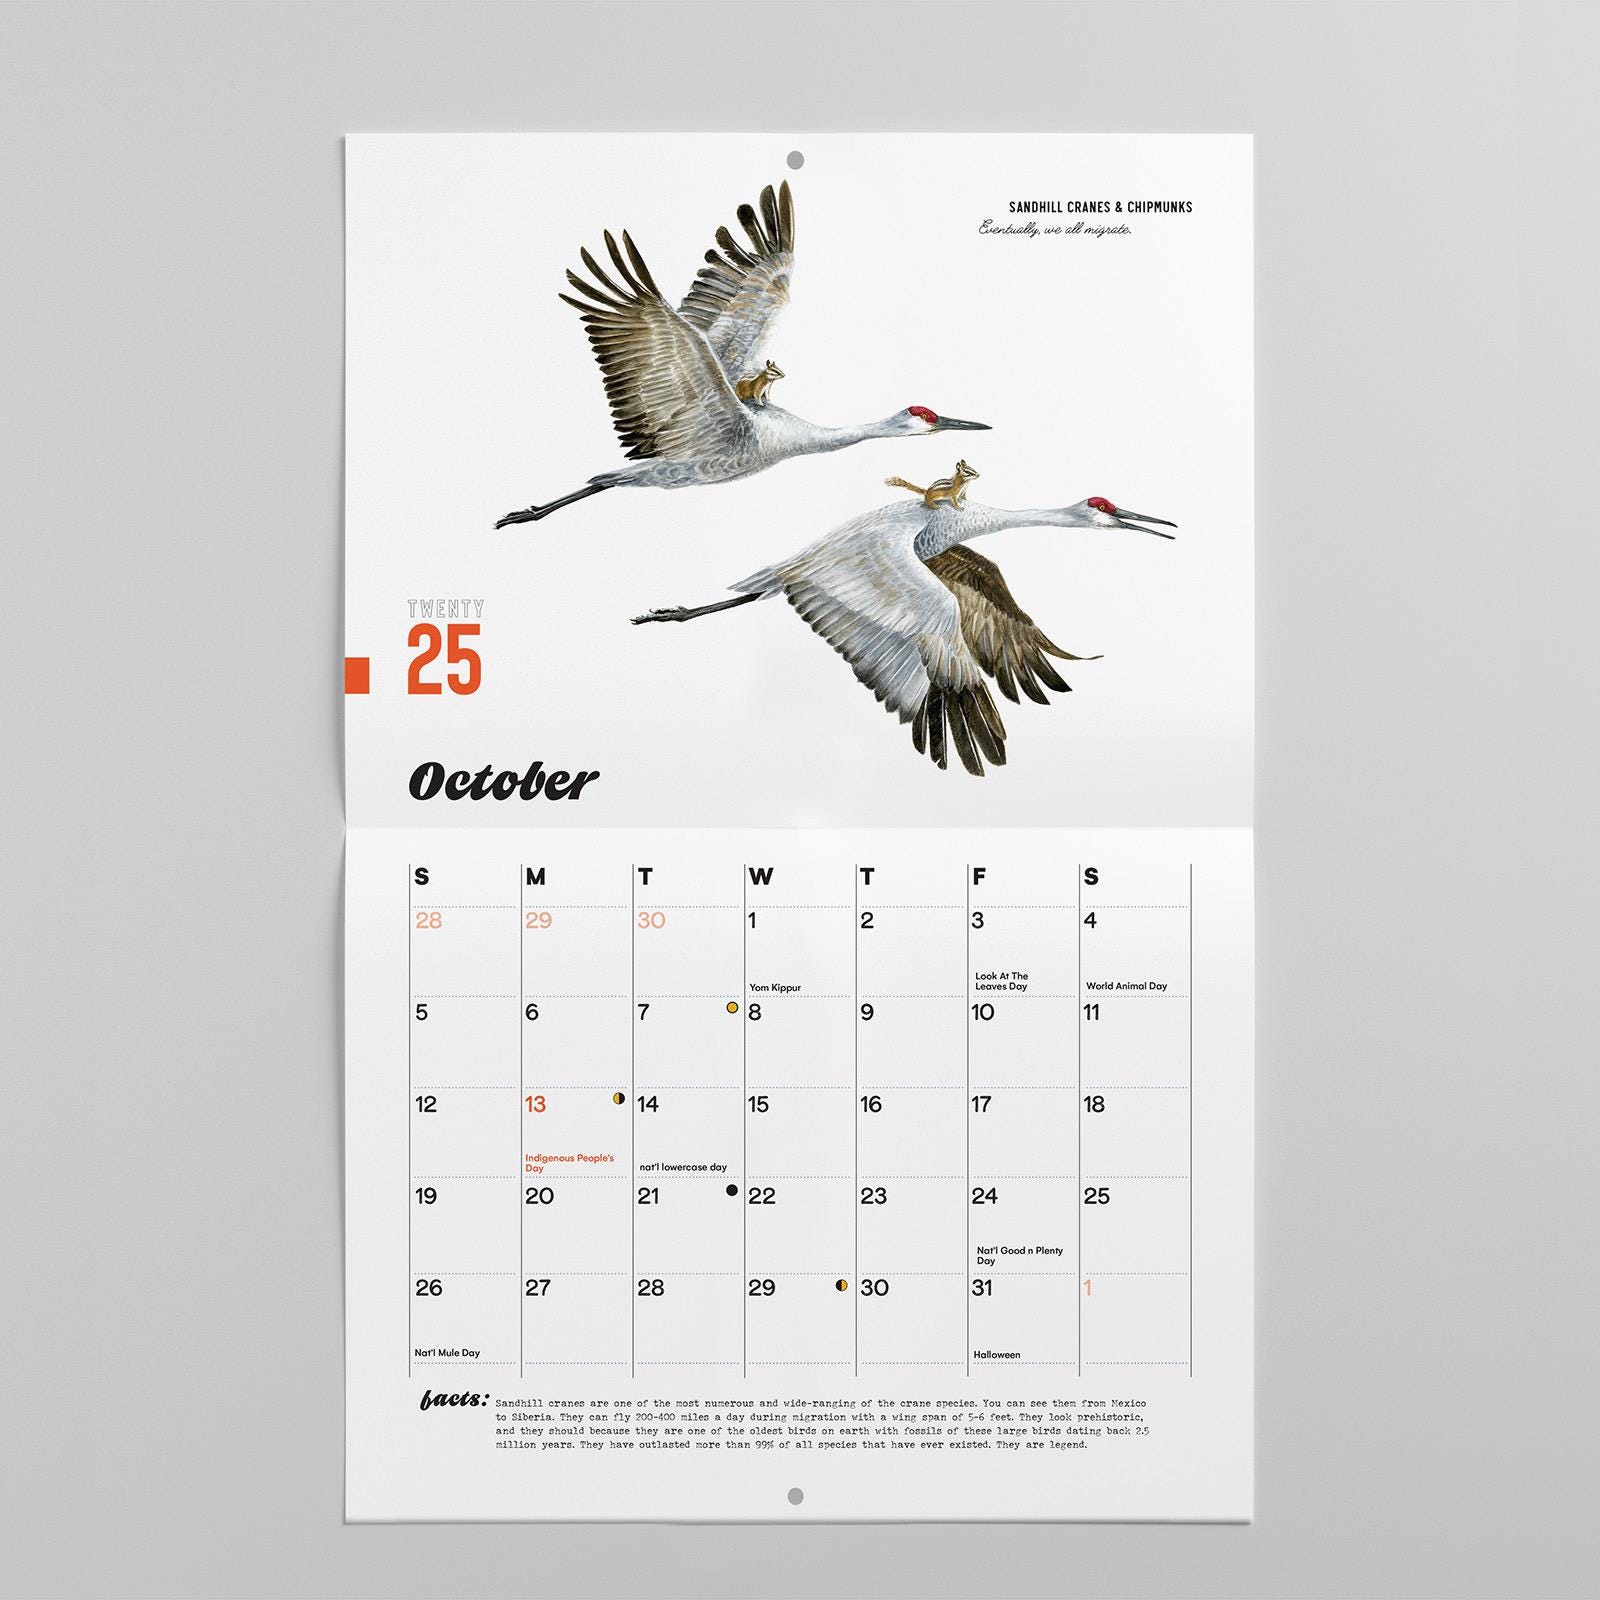 SANDHILL CRANES & CHIPMUNKS
Eventually, we all migrate.
TWENTY
25
October
S M T W T F S
28 29 30 1 2 3 4
Yom Kippur
Look At The
Leaves Day
World Animal Day
5 6 7 8 9 10 11
12 13 14 15 16 17 18
Indigenous People's
Day
nat'l lowercase day
19 20 21 22 23 24 25
Nat'l Good n Plenty
Day
26 27 28 29 30 31 1
Nat'l Mule Day
Halloween
facts: Sandhill cranes are one of the most numerous and wide-ranging of the crane species. You can see them from Mexico
to Siberia. They can fly 200-400 miles a day during migration with a wing span of 5-6 feet. They look prehistoric,
and they should because they are one of the oldest birds on earth with fossils of these large birds dating back 2.5
million years. They have outlasted more than 99% of all species that have ever existed. They are legend.